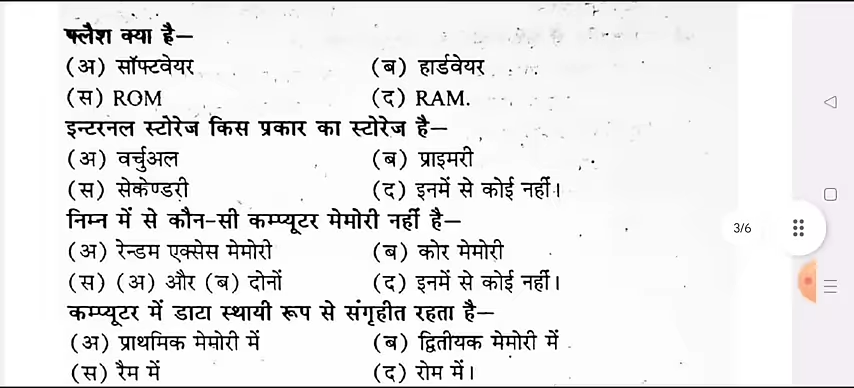 फ्लैश क्या है—
(अ) सॉफ्टवेयर (ब) हार्डवेयर
(स) ROM (द) RAM.
इन्टरनल स्टोरेज किस प्रकार का स्टोरेज है—
(अ) वर्चुअल (ब) प्राइमरी
(स) सेकेण्डरी (द) इनमें से कोई नहीं।
निम्न में से कौन-सी कम्प्यूटर मेमोरी नहीं है—
(अ) रेन्डम एक्सेस मेमोरी (ब) कोर मेमोरी
(स) (अ) और (ब) दोनों (द) इनमें से कोई नहीं।
3/6
कम्प्यूटर में डाटा स्थायी रूप से संगृहीत रहता है—
(अ) प्राथमिक मेमोरी में (ब) द्वितीयक मेमोरी में
(स) रैम में (द) रोम में।